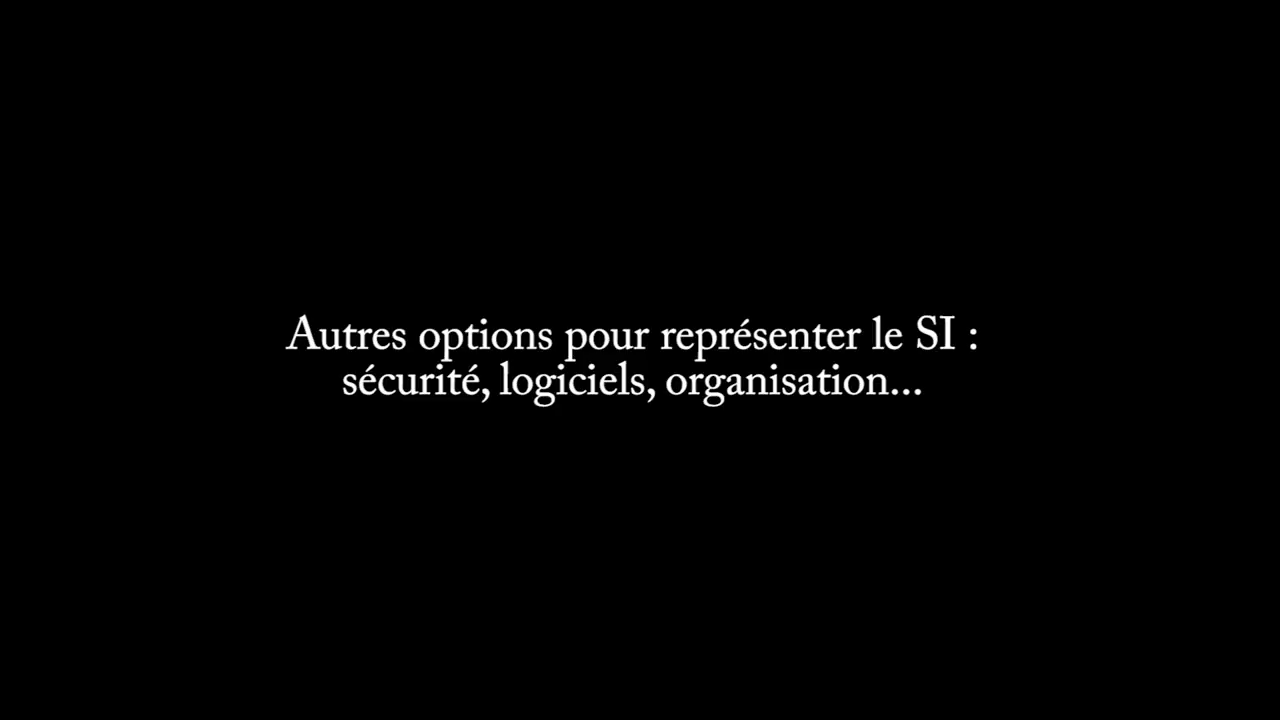 Autres options pour représenter le SI :
sécurité, logiciels, organisation...